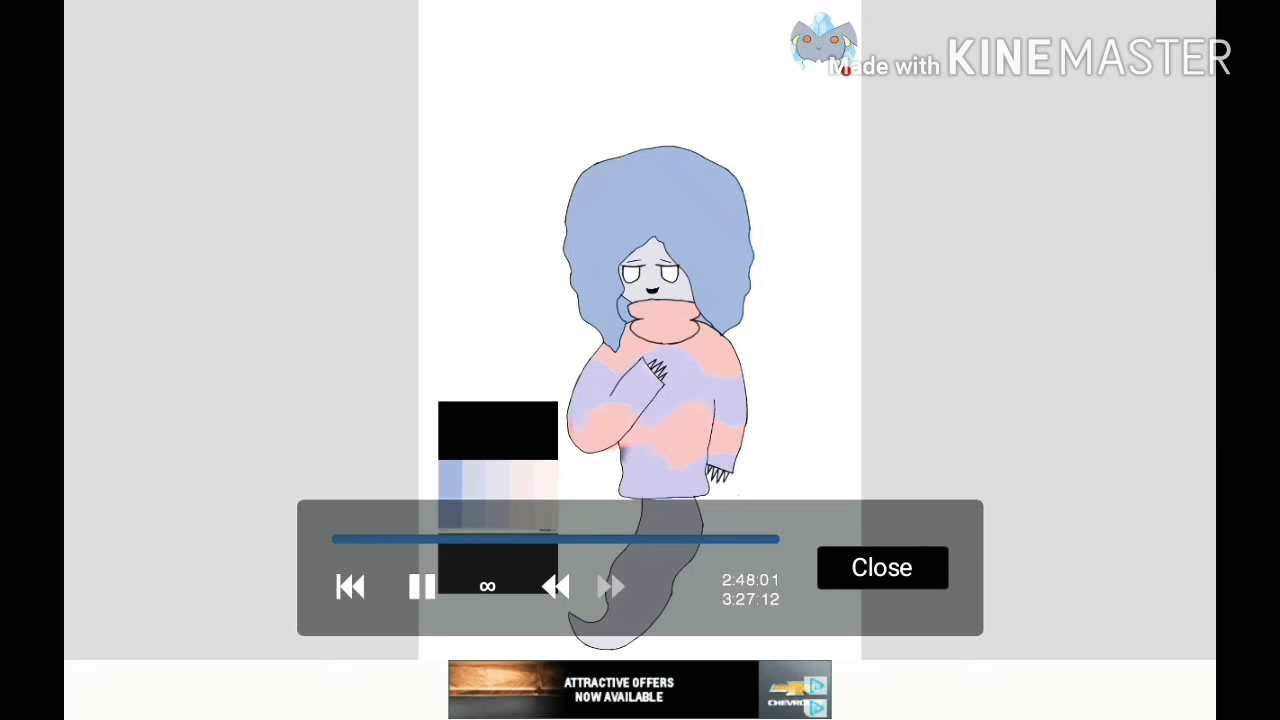 Made with KINEMASTER
Close
2:48:01
3:27:12
ATTRACTIVE OFFERS
NOW AVAILABLE